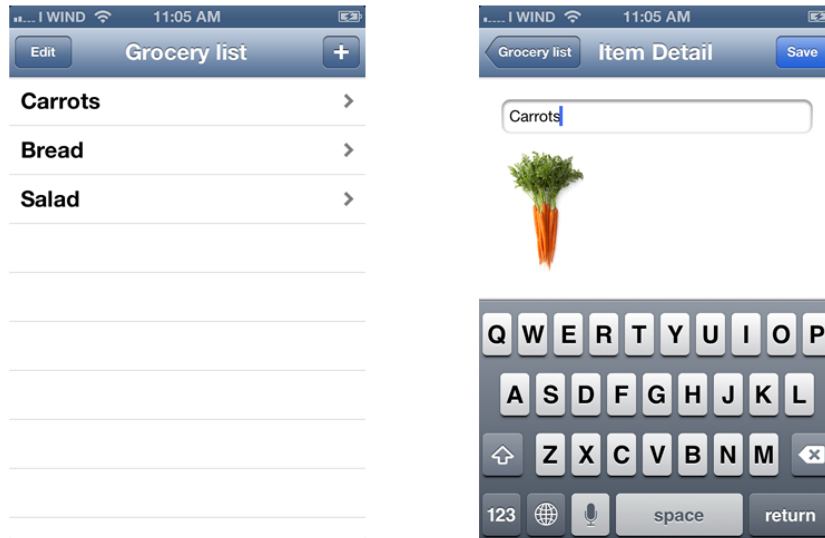 I WIND 11:05 AM
Edit Grocery list +
Carrots
Bread
Salad
I WIND 11:05 AM
Grocery list Item Detail Save
Carrots
Q W E R T Y U I O P
A S D F G H J K L
Z X C V B N M
123 space return